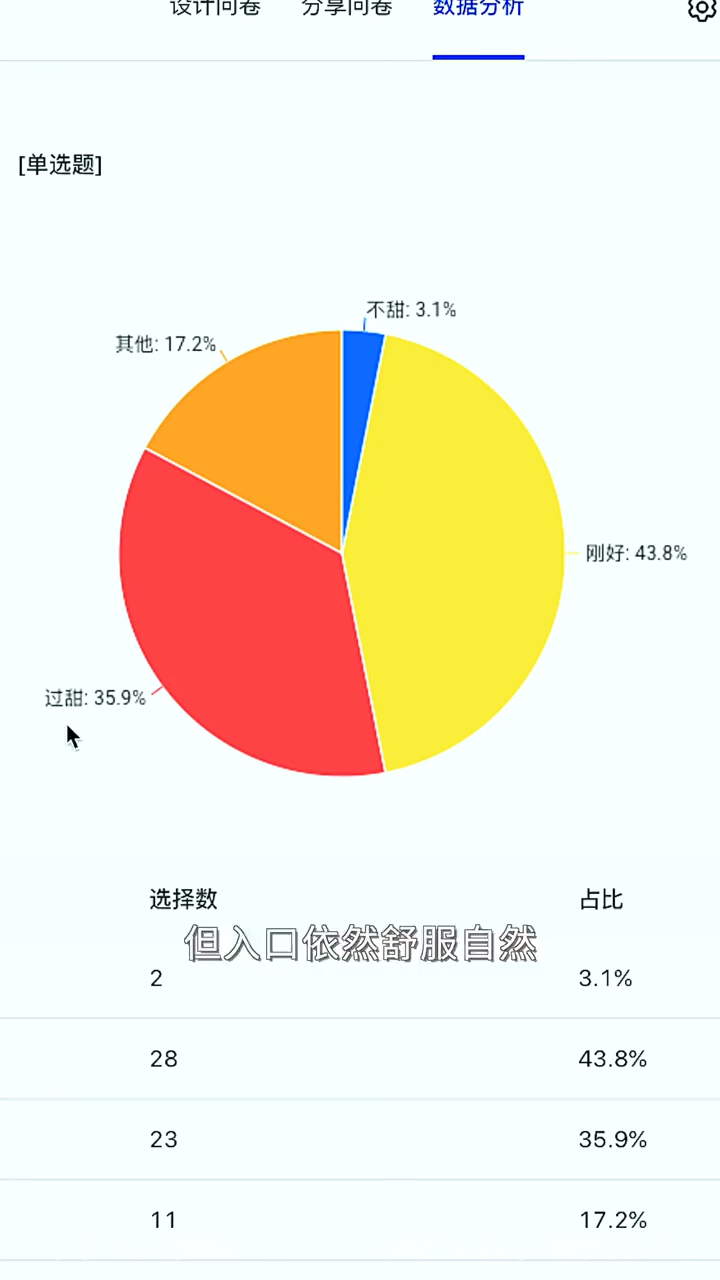 设计问卷 分享问卷 数据分析
[单选题]
不甜: 3.1%
其他: 17.2%
刚好: 43.8%
过甜: 35.9%
选择数 占比
但入口依然舒服自然
2 3.1%
28 43.8%
23 35.9%
11 17.2%